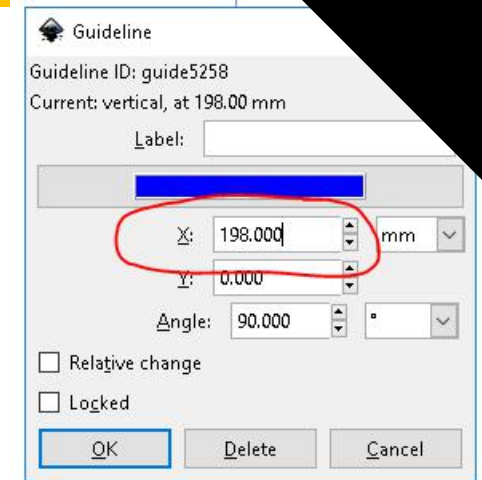 Guideline
Guideline ID: guide5258
Current: vertical, at 198.00 mm
Label:
X: 198.000 mm
Y: 0.000
Angle: 90.000 °
Relative change
Locked
OK Delete Cancel